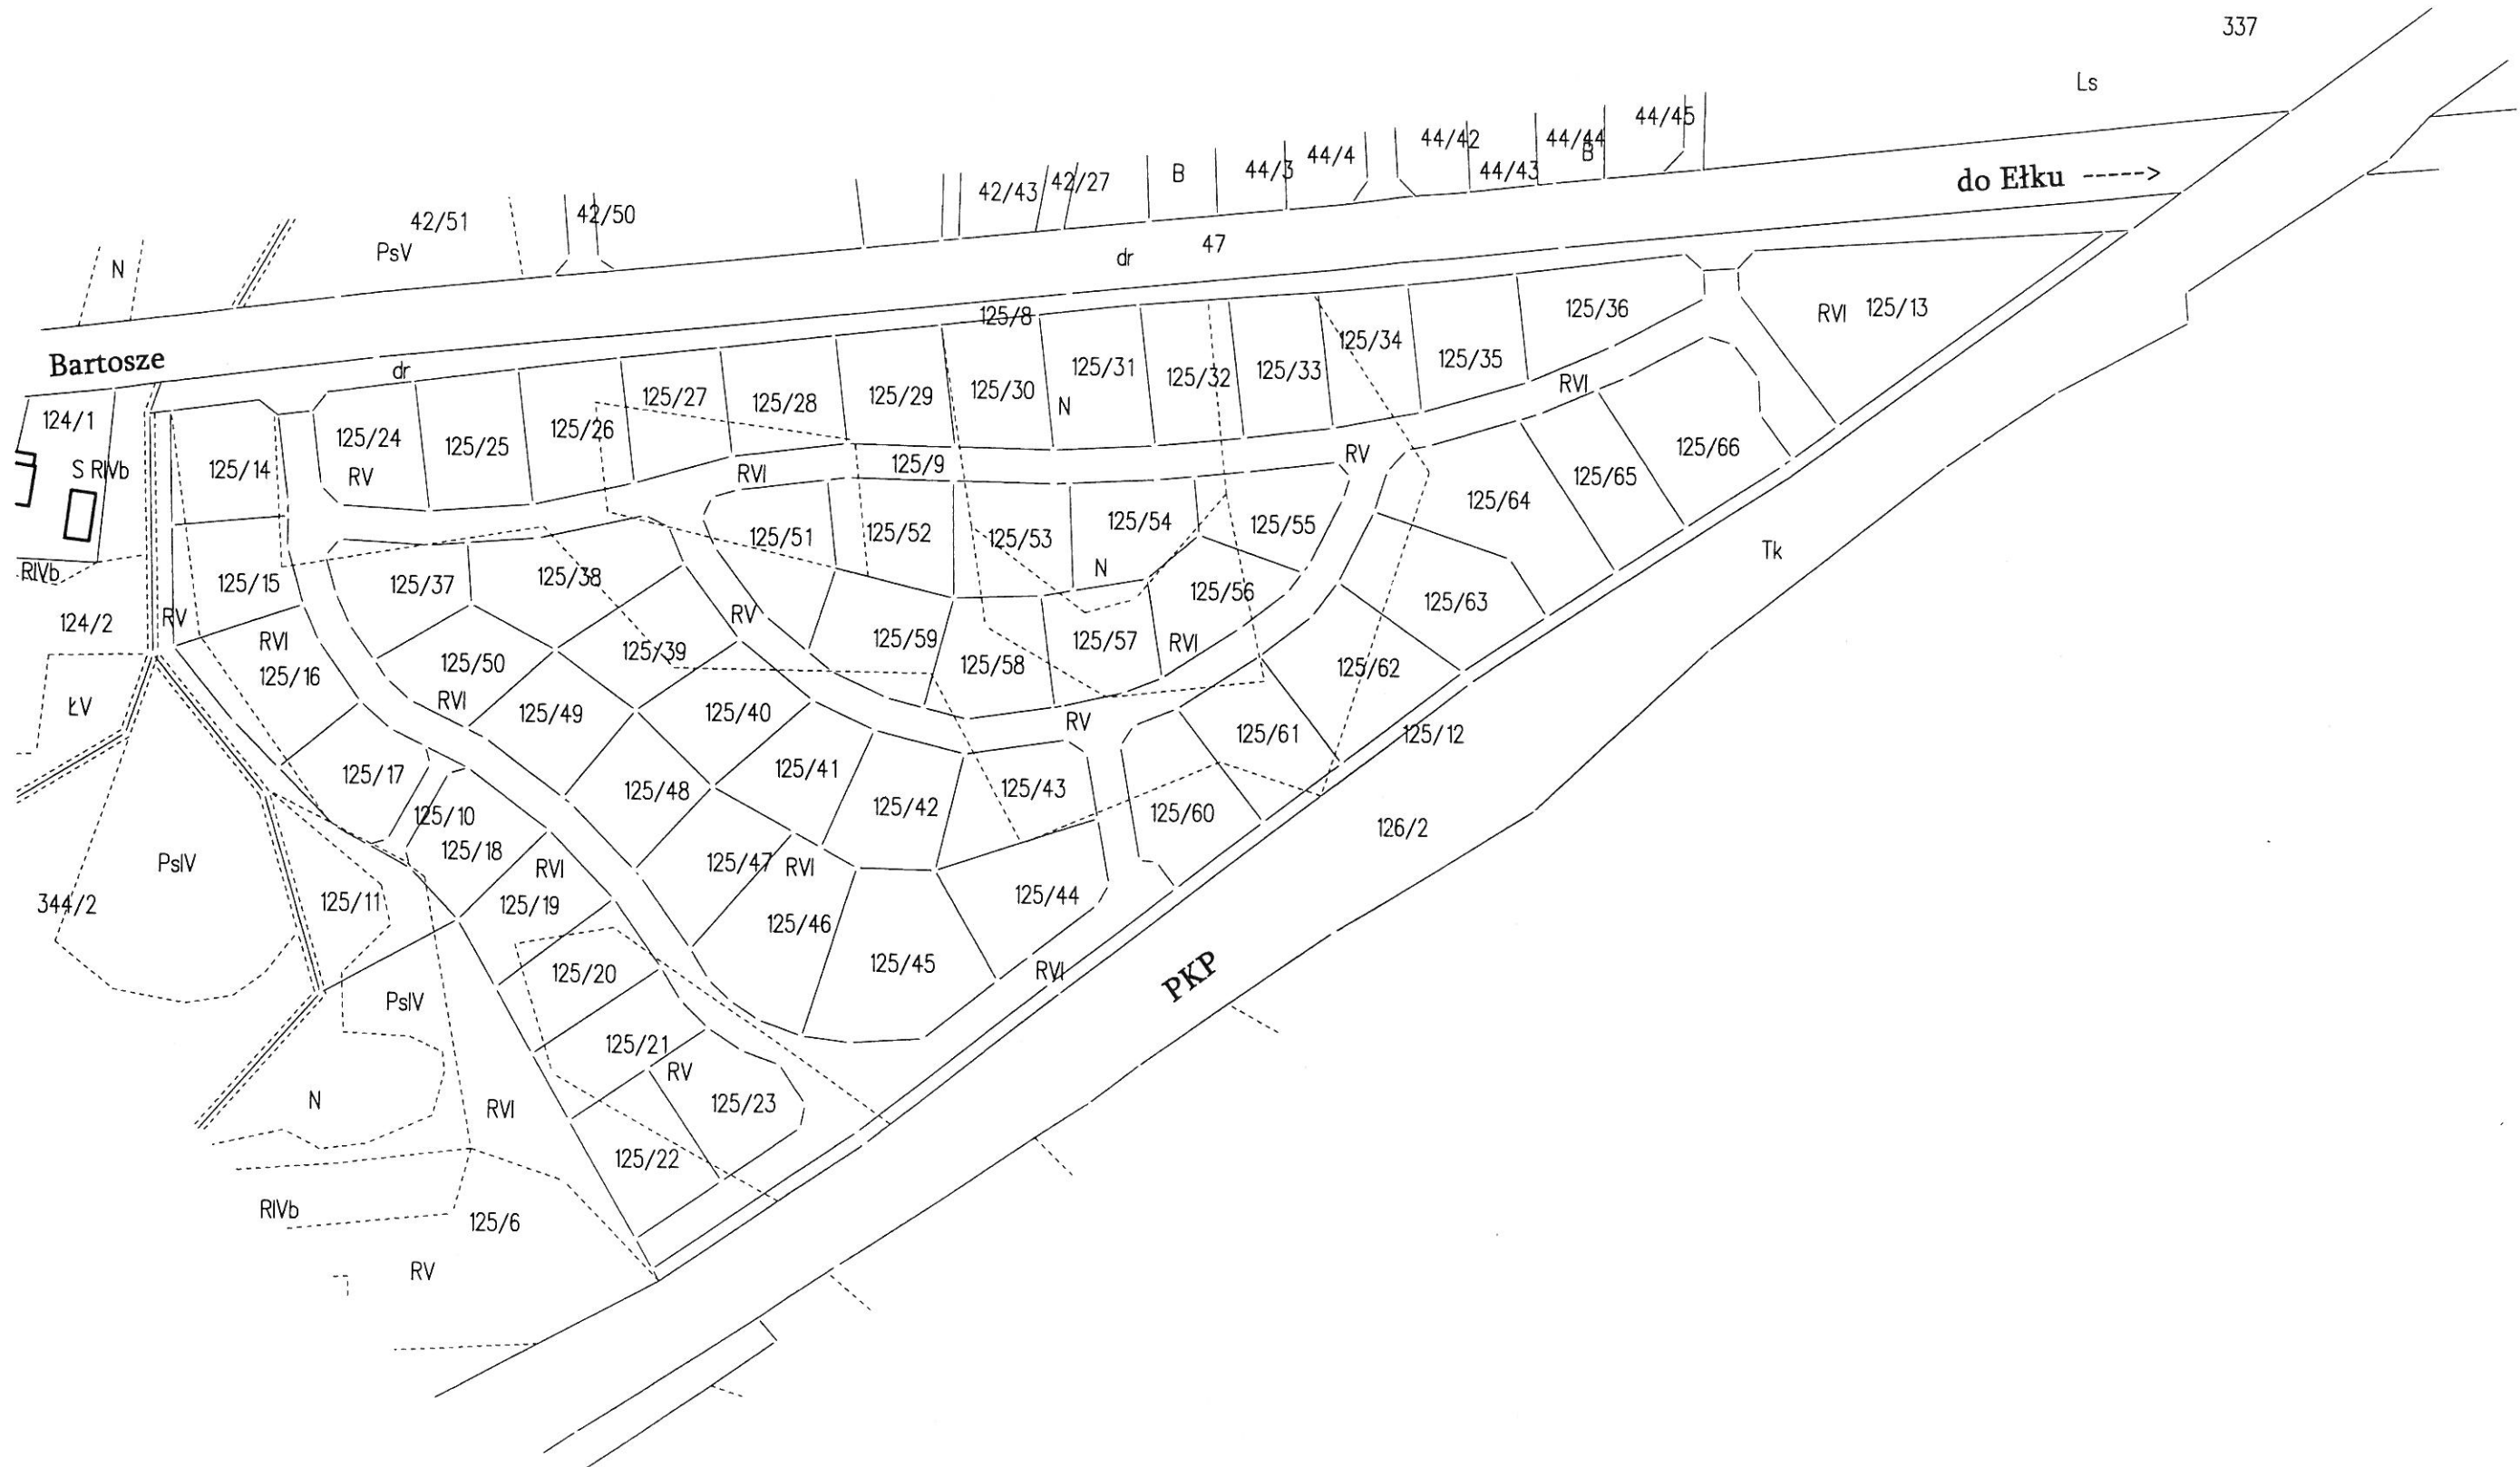 337
Ls
44/45
44/42
44/44
B
44/4
44/3
44/43
B
42/43
42/27
do Ełku ----->
42/51
42/50
PsV
N
47
dr
125/8
125/36
RVI
125/13
125/34
125/35
Bartosze
dr
125/31
125/32
125/33
125/30
N
125/29
125/28
125/27
RVI
124/1
125/24
125/25
125/26
S RIVb
125/14
RV
RVI
125/9
RV
125/66
125/65
125/64
125/51
125/52
125/53
125/54
125/55
Tk
RIVb
125/15
125/37
125/38
N
125/56
125/63
124/2
RV
RVI
RV
125/59
125/57
RVI
125/16
125/50
125/39
125/58
125/62
ŁV
RVI
125/49
125/40
RV
125/61
125/12
125/17
125/48
125/41
125/43
125/10
125/42
125/60
126/2
125/18
PsIV
RVI
125/47
RVI
344/2
125/11
125/19
125/46
125/44
125/20
125/45
RVI
PKP
PsIV
125/21
RV
N
RVI
125/23
125/22
RIVb
125/6
RV